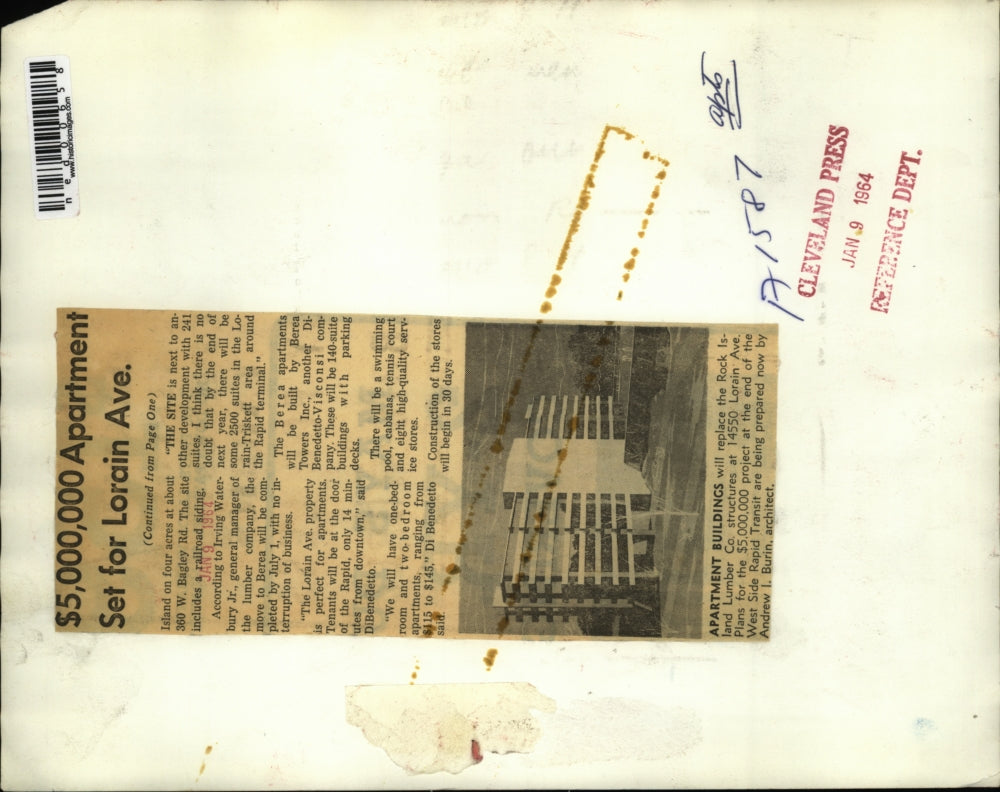 $5,000,000 Apartment
Set for Lorain Ave.
(Continued from Page One)
Island on four acres at about
360 W. Bagley Rd. The site
includes a railroad siding.
According to Irving Water-
bury Jr., general manager of
the lumber company, the
move to Berea will be com-
pleted by July 1, with no in-
terruption of business.
"The Lorain Ave. property
is perfect for apartments.
Tenants will be at the door
of the Rapid, only 14 min-
utes from downtown," said
DiBenedetto.
"We will have one-bed-
room and two-bedroom
apartments, ranging from
$115 to $145," Di Benedetto
said.
"THE SITE is next to an-
other development with 241
suites. I think there is no
doubt that by the end of
next year, there will be
some 2500 suites in the Lo-
rain-Triskett area around
the Rapid terminal."
The Berea apartments
will be built by Berea
Towers Inc., another Di-
Benedetto-Visconsi com-
pany. These will be 140-suite
buildings with parking
decks.
There will be a swimming
pool, cabanas, tennis court
and eight high-quality serv-
ice stores.
Construction of the stores
will begin in 30 days.
JAN 9 1964
APARTMENT BUILDINGS will replace the Rock Is-
land Lumber Co. structures at 14550 Lorain Ave.
Plans for the $5,000,000 project at the end of the
West Side Rapid Transit are being prepared now by
Andrew I. Burin, architect.
apts
A1587
CLEVELAND PRESS
JAN 9 1964
REFERENCE DEPT.
www.historicimages.com
ned00658